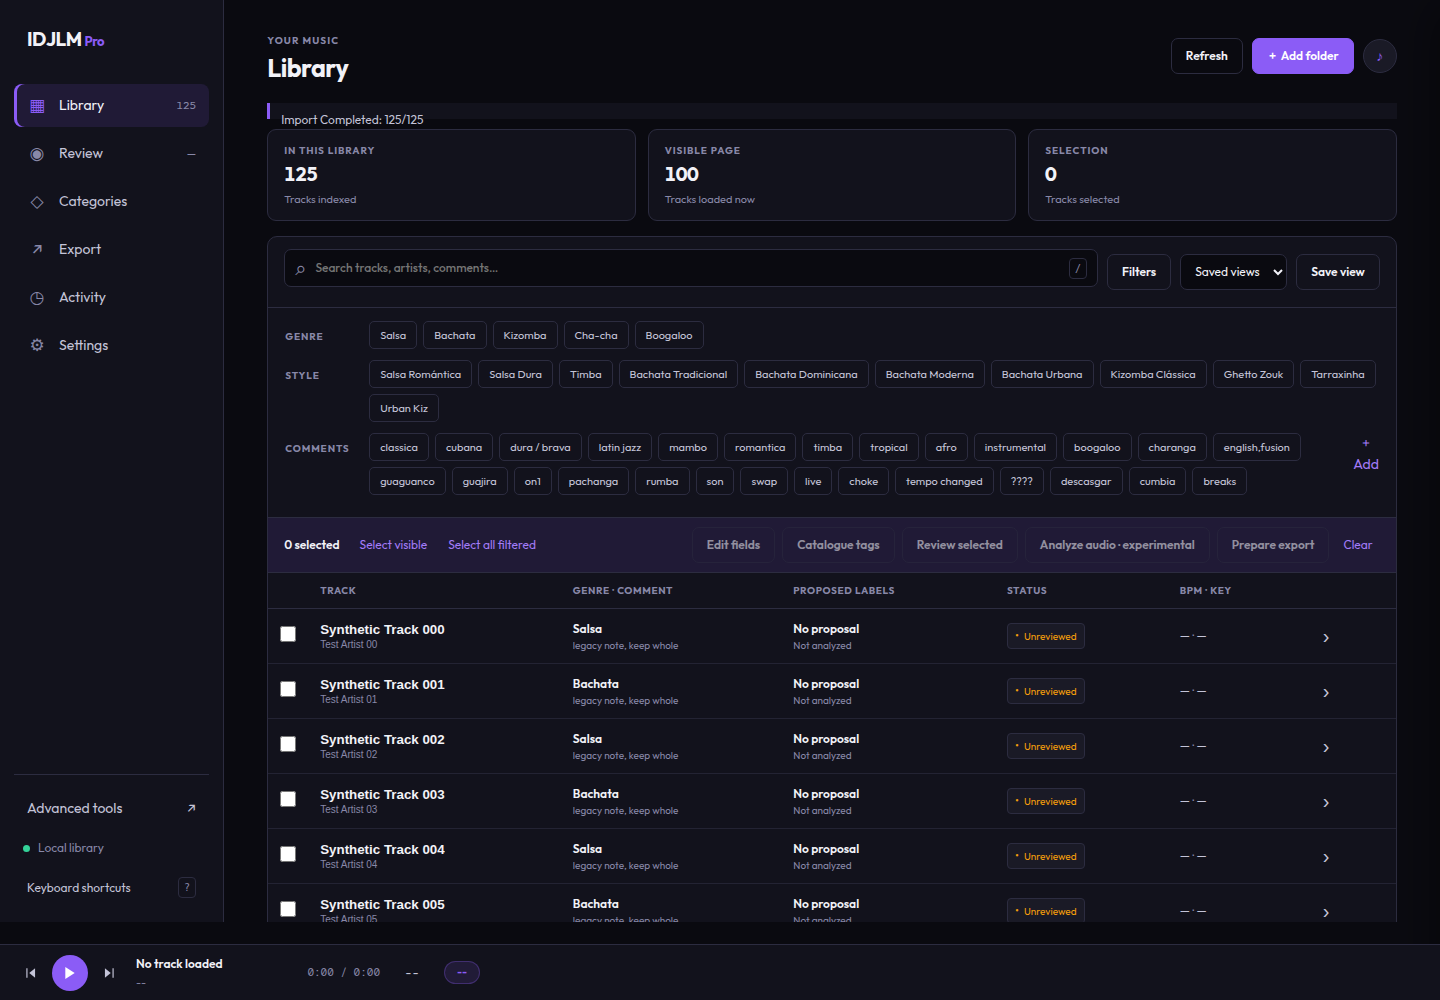 IDJLM Pro
Library 125
Review —
Categories
Export
Activity
Settings
Advanced tools
Local library
Keyboard shortcuts ?
YOUR MUSIC
Library
Refresh
+ Add folder
Import Completed: 125/125
IN THIS LIBRARY
125
Tracks indexed
VISIBLE PAGE
100
Tracks loaded now
SELECTION
0
Tracks selected
Search tracks, artists, comments... /
Filters
Saved views
Save view
GENRE Salsa Bachata Kizomba Cha-cha Boogaloo
STYLE Salsa Romántica Salsa Dura Timba Bachata Tradicional Bachata Dominicana Bachata Moderna Bachata Urbana Kizomba Clássica Ghetto Zouk Tarraxinha
Urban Kiz
COMMENTS classica cubana dura / brava latin jazz mambo romantica timba tropical afro instrumental boogaloo charanga english,fusion
guaguanco guajira on1 pachanga rumba son swap live choke tempo changed ???? descasgar cumbia breaks
+
Add
0 selected Select visible Select all filtered Edit fields Catalogue tags Review selected Analyze audio · experimental Prepare export Clear
TRACK GENRE · COMMENT PROPOSED LABELS STATUS BPM · KEY
Synthetic Track 000 Salsa No proposal Unreviewed — · —
Test Artist 00 legacy note, keep whole Not analyzed
Synthetic Track 001 Bachata No proposal Unreviewed — · —
Test Artist 01 legacy note, keep whole Not analyzed
Synthetic Track 002 Salsa No proposal Unreviewed — · —
Test Artist 02 legacy note, keep whole Not analyzed
Synthetic Track 003 Bachata No proposal Unreviewed — · —
Test Artist 03 legacy note, keep whole Not analyzed
Synthetic Track 004 Salsa No proposal Unreviewed — · —
Test Artist 04 legacy note, keep whole Not analyzed
Synthetic Track 005 Bachata No proposal Unreviewed — · —
Test Artist 05 legacy note, keep whole Not analyzed
No track loaded
--
0:00 / 0:00 -- --